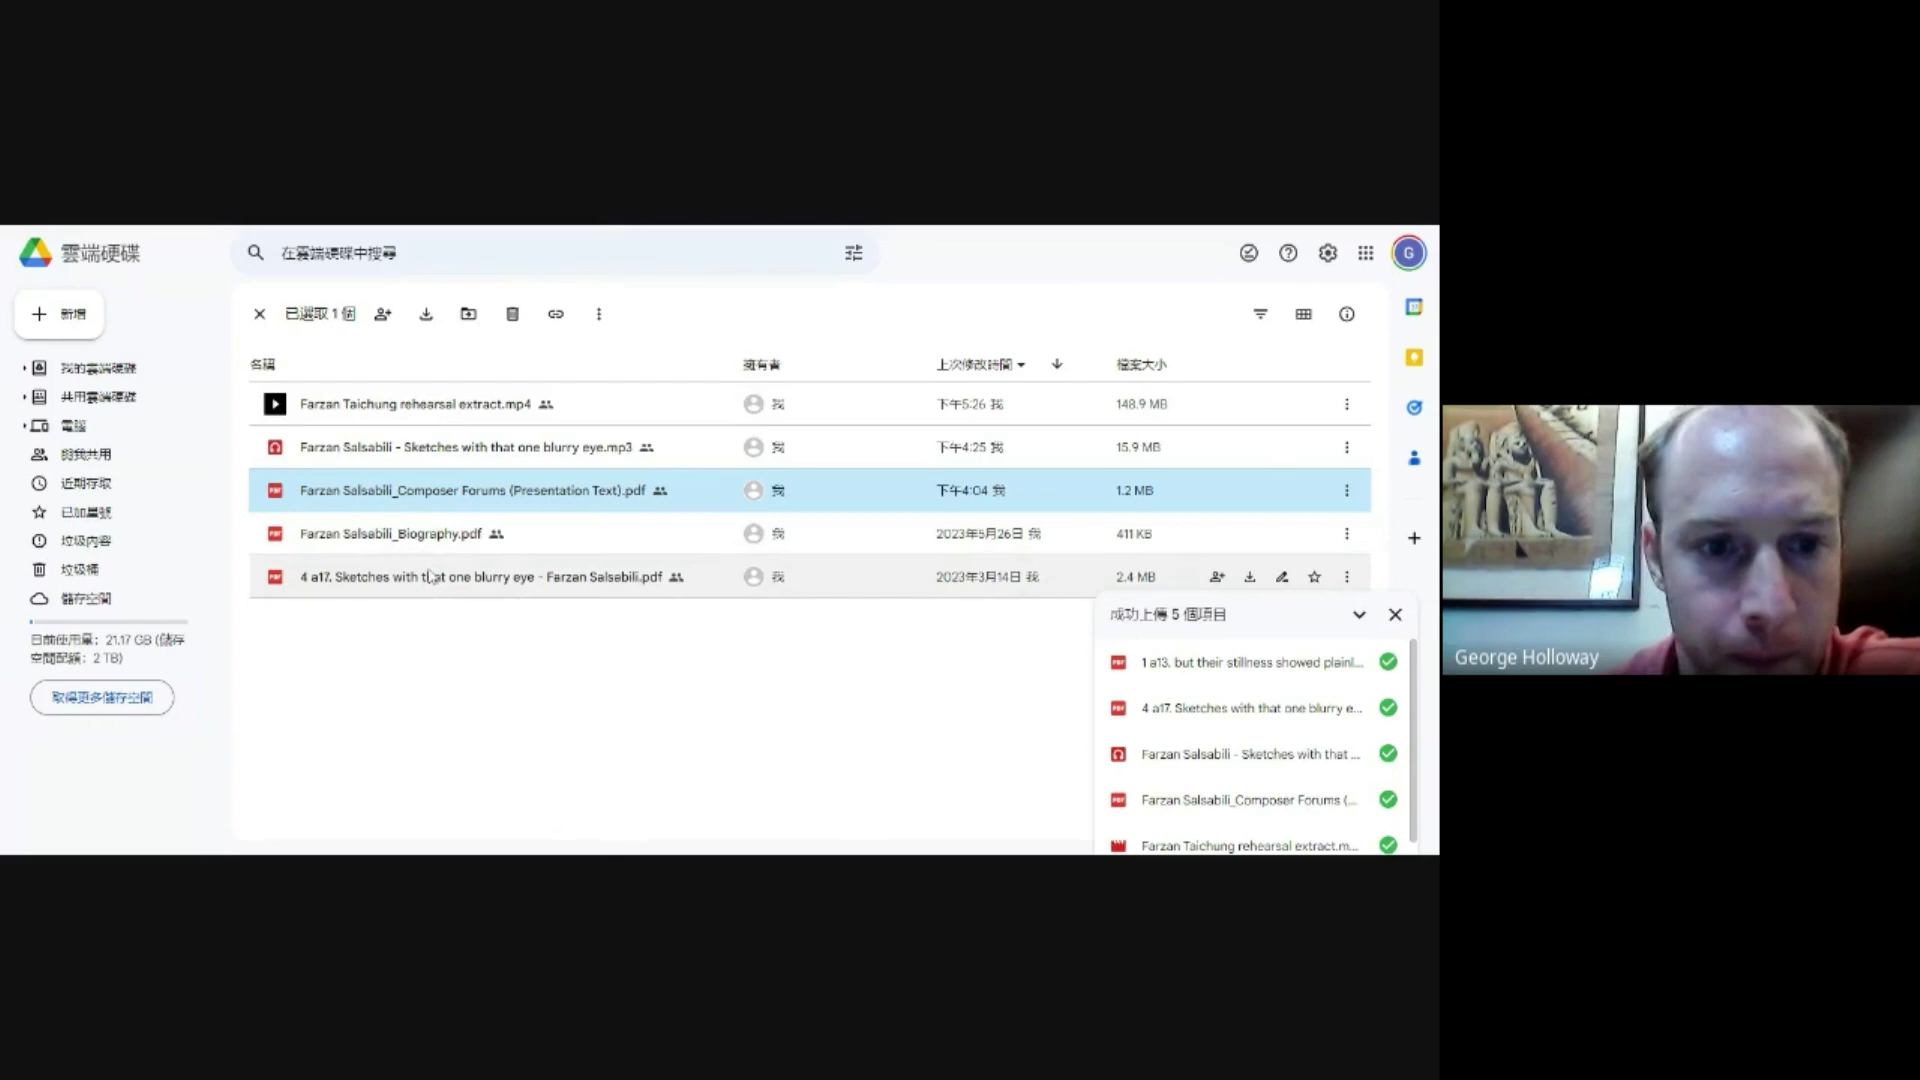 雲端硬碟
在雲端硬碟中搜尋
G
新增
已選取 1 個
我的雲端硬碟
共用雲端硬碟
電腦
與我共用
近期存取
已加星號
垃圾內容
垃圾桶
儲存空間
目前使用量：21.17 GB (儲存
空間配額：2 TB)
取得更多儲存空間
名稱 擁有者 上次修改時間 檔案大小
Farzan Taichung rehearsal extract.mp4 我 下午5:26 我 148.9 MB
Farzan Salsabili - Sketches with that one blurry eye.mp3 我 下午4:25 我 15.9 MB
PDF Farzan Salsabili_Composer Forums (Presentation Text).pdf 我 下午4:04 我 1.2 MB
PDF Farzan Salsabili_Biography.pdf 我 2023年5月26日 我 411 KB
PDF 4 a17. Sketches with that one blurry eye - Farzan Salsabili.pdf 我 2023年3月14日 我 2.4 MB
成功上傳 5 個項目
PDF 1 a13. but their stillness showed plainl...
PDF 4 a17. Sketches with that one blurry e...
Farzan Salsabili - Sketches with that ...
PDF Farzan Salsabili_Composer Forums (...
Farzan Taichung rehearsal extract.m...
George Holloway